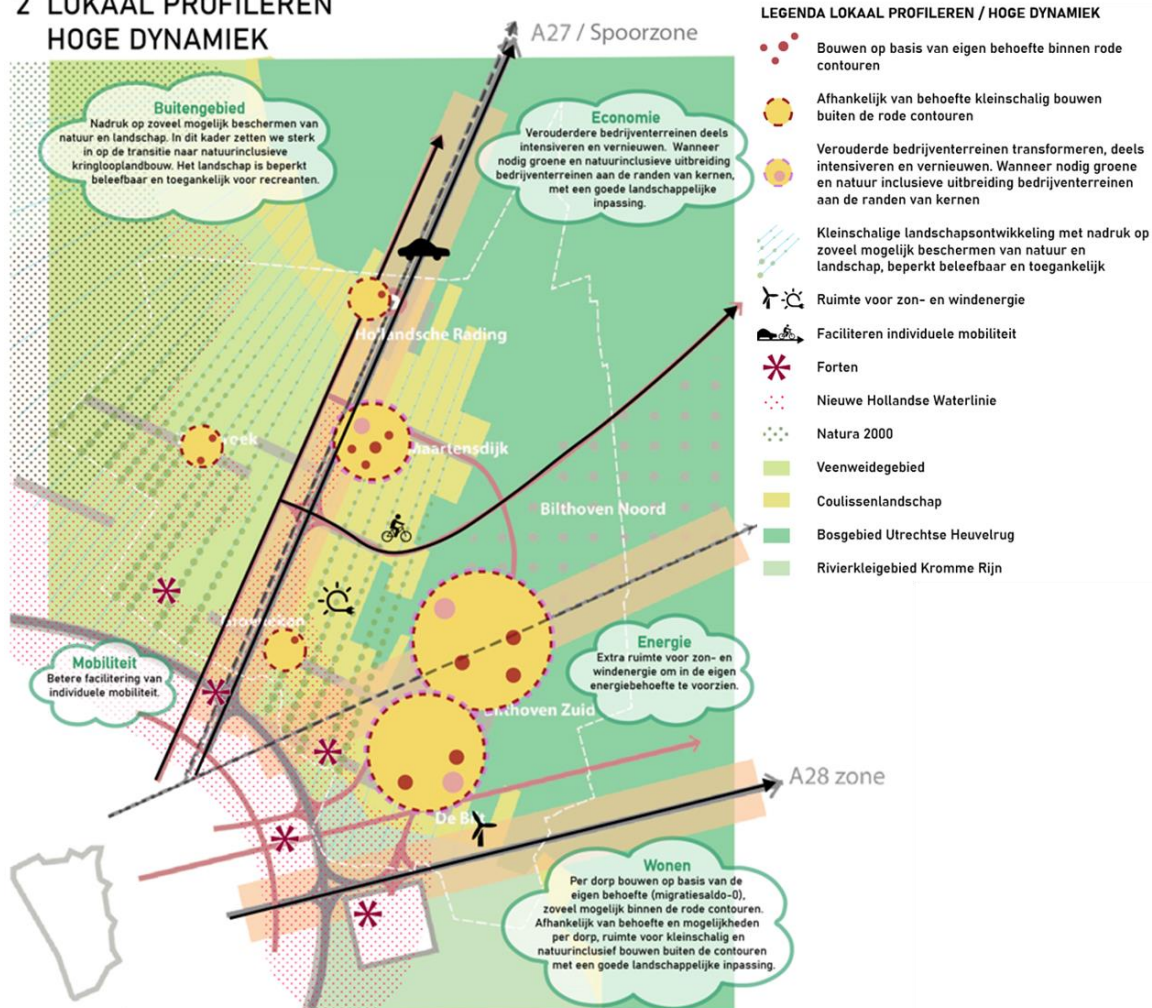 2 LOKAAL PROFILEREN
HOGE DYNAMIEK
A27 / Spoorzone
Buitengebied
Nadruk op zoveel mogelijk beschermen van
natuur en landschap. In dit kader zetten we sterk
in op de transitie naar natuurinclusieve
kringlooplandbouw. Het landschap is beperkt
beleefbaar en toegankelijk voor recreanten.
Economie
Verouderdere bedrijventerreinen deels
intensiveren en vernieuwen. Wanneer
nodig groene en natuurinclusieve uitbreiding
bedrijventerreinen aan de randen van kernen,
met een goede landschappelijke
inpassing.
Hollandsche Rading
Maartensdijk
Bilthoven Noord
Mobiliteit
Betere facilitering van
individuele mobiliteit.
Energie
Extra ruimte voor zon- en
windenergie om in de eigen
energiebehoefte te voorzien.
Bilthoven Zuid
De Bilt
A28 zone
Wonen
Per dorp bouwen op basis van de
eigen behoefte (migratiesaldo-0),
zoveel mogelijk binnen de rode contouren.
Afhankelijk van behoefte en mogelijkheden
per dorp, ruimte voor kleinschalig en
natuurinclusief bouwen buiten de contouren
met een goede landschappelijke inpassing.
LEGENDA LOKAAL PROFILEREN / HOGE DYNAMIEK
Bouwen op basis van eigen behoefte binnen rode
contouren
Afhankelijk van behoefte kleinschalig bouwen
buiten de rode contouren
Verouderde bedrijventerreinen transformeren, deels
intensiveren en vernieuwen. Wanneer nodig groene
en natuur inclusieve uitbreiding bedrijventerreinen
aan de randen van kernen
Kleinschalige landschapsontwikkeling met nadruk op
zoveel mogelijk beschermen van natuur en
landschap, beperkt beleefbaar en toegankelijk
Ruimte voor zon- en windenergie
Faciliteren individuele mobiliteit
Forten
Nieuwe Hollandse Waterlinie
Natura 2000
Veenweidegebied
Coulissenlandschap
Bosgebied Utrechtse Heuvelrug
Rivierkleigebied Kromme Rijn